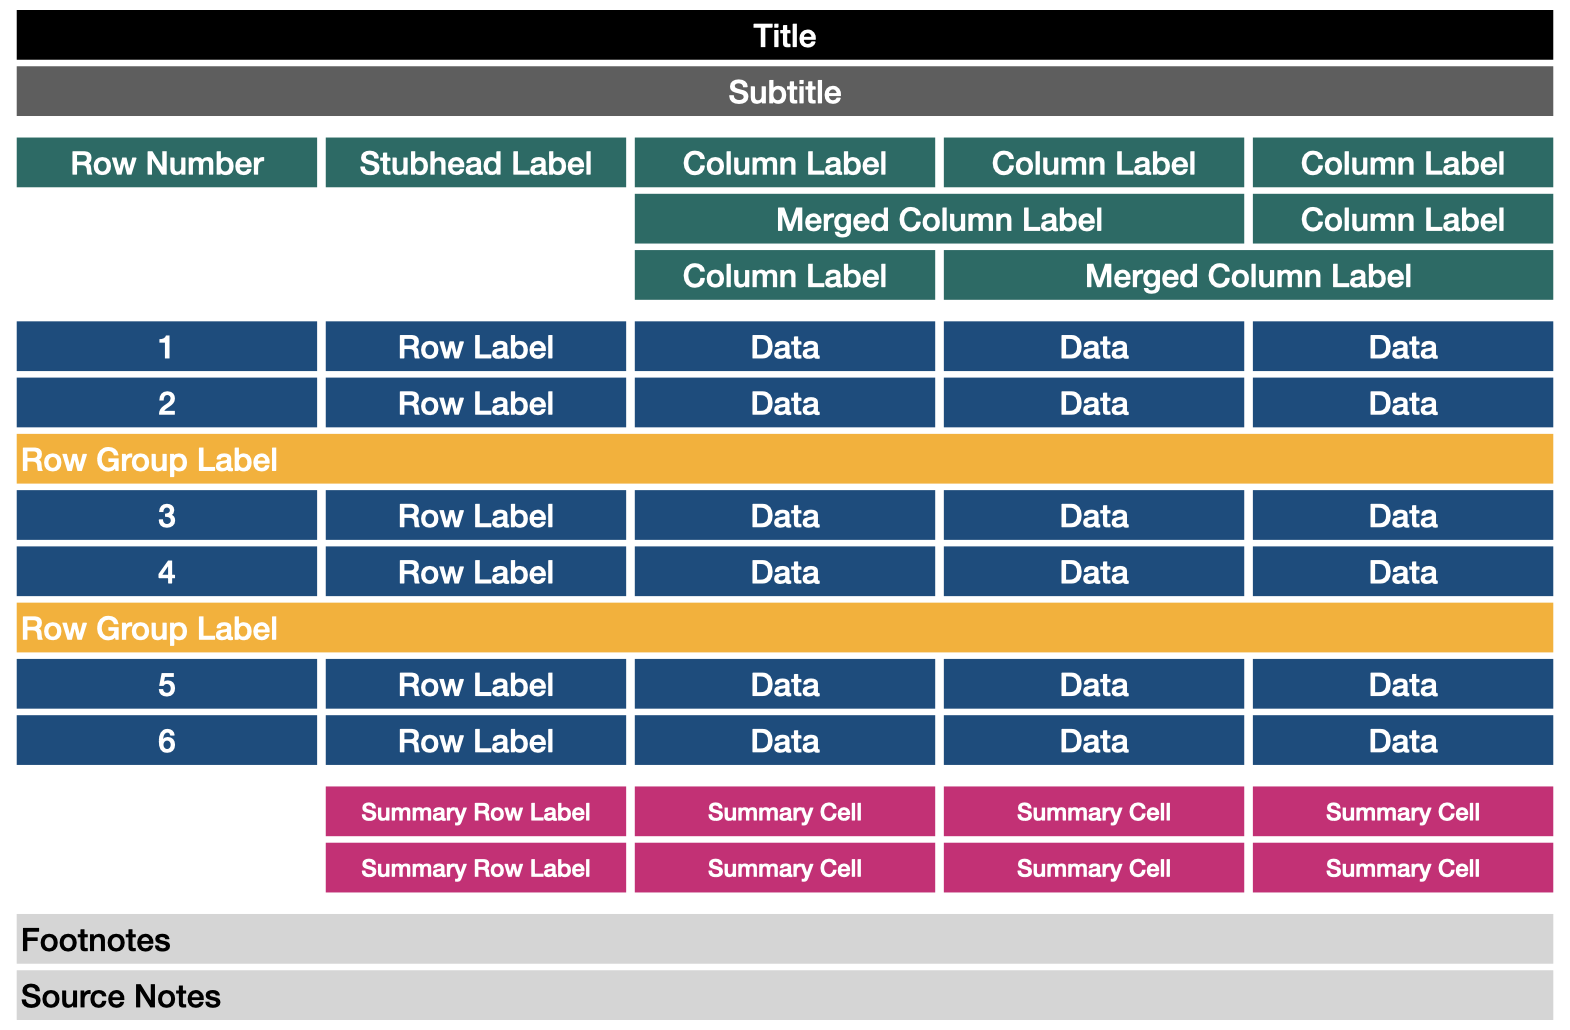 Title
Subtitle
Row Number Stubhead Label Column Label Column Label Column Label
Merged Column Label Column Label
Column Label Merged Column Label
1 Row Label Data Data Data
2 Row Label Data Data Data
Row Group Label
3 Row Label Data Data Data
4 Row Label Data Data Data
Row Group Label
5 Row Label Data Data Data
6 Row Label Data Data Data
Summary Row Label Summary Cell Summary Cell Summary Cell
Summary Row Label Summary Cell Summary Cell Summary Cell
Footnotes
Source Notes